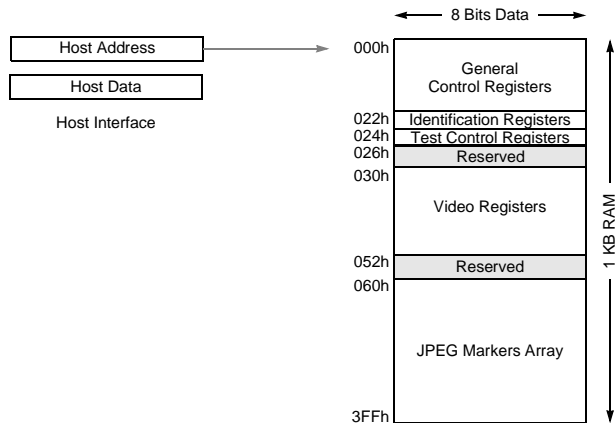 8 Bits Data
Host Address
000h
General
Control Registers
Host Data
Host Interface
022h
Identification Registers
024h
Test Control Registers
026h
Reserved
030h
Video Registers
1 KB RAM
052h
Reserved
060h
JPEG Markers Array
3FFh